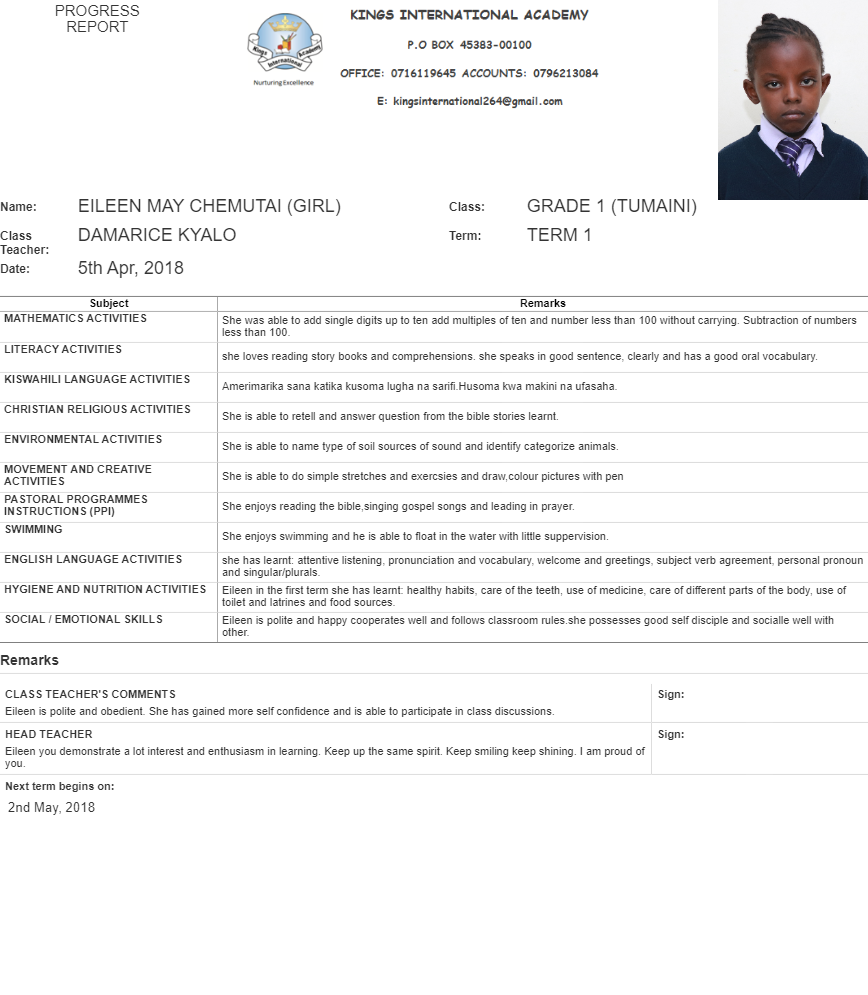 PROGRESS
REPORT
KINGS INTERNATIONAL ACADEMY
P.O BOX 45383-00100
OFFICE: 0716119645 ACCOUNTS: 0796213084
E: kingsinternational264@gmail.com
Kings Academy
International
Nurturing Excellence
Name: EILEEN MAY CHEMUTAI (GIRL) Class: GRADE 1 (TUMAINI)
Class Teacher: DAMARICE KYALO Term: TERM 1
Date: 5th Apr, 2018
Subject Remarks
MATHEMATICS ACTIVITIES She was able to add single digits up to ten add multiples of ten and number less than 100 without carrying. Subtraction of numbers
less than 100.
LITERACY ACTIVITIES she loves reading story books and comprehensions. she speaks in good sentence, clearly and has a good oral vocabulary.
KISWAHILI LANGUAGE ACTIVITIES Amerimarika sana katika kusoma lugha na sarifi.Husoma kwa makini na ufasaha.
CHRISTIAN RELIGIOUS ACTIVITIES She is able to retell and answer question from the bible stories learnt.
ENVIRONMENTAL ACTIVITIES She is able to name type of soil sources of sound and identify categorize animals.
MOVEMENT AND CREATIVE
ACTIVITIES She is able to do simple stretches and exercsies and draw,colour pictures with pen
PASTORAL PROGRAMMES
INSTRUCTIONS (PPI) She enjoys reading the bible,singing gospel songs and leading in prayer.
SWIMMING She enjoys swimming and he is able to float in the water with little suppervision.
ENGLISH LANGUAGE ACTIVITIES she has learnt: attentive listening, pronunciation and vocabulary, welcome and greetings, subject verb agreement, personal pronoun
and singular/plurals.
HYGIENE AND NUTRITION ACTIVITIES Eileen in the first term she has learnt: healthy habits, care of the teeth, use of medicine, care of different parts of the body, use of
toilet and latrines and food sources.
SOCIAL / EMOTIONAL SKILLS Eileen is polite and happy cooperates well and follows classroom rules.she possesses good self disciple and socialle well with
other.
Remarks
CLASS TEACHER'S COMMENTS Sign:
Eileen is polite and obedient. She has gained more self confidence and is able to participate in class discussions.
HEAD TEACHER Sign:
Eileen you demonstrate a lot interest and enthusiasm in learning. Keep up the same spirit. Keep smiling keep shining. I am proud of
you.
Next term begins on:
2nd May, 2018